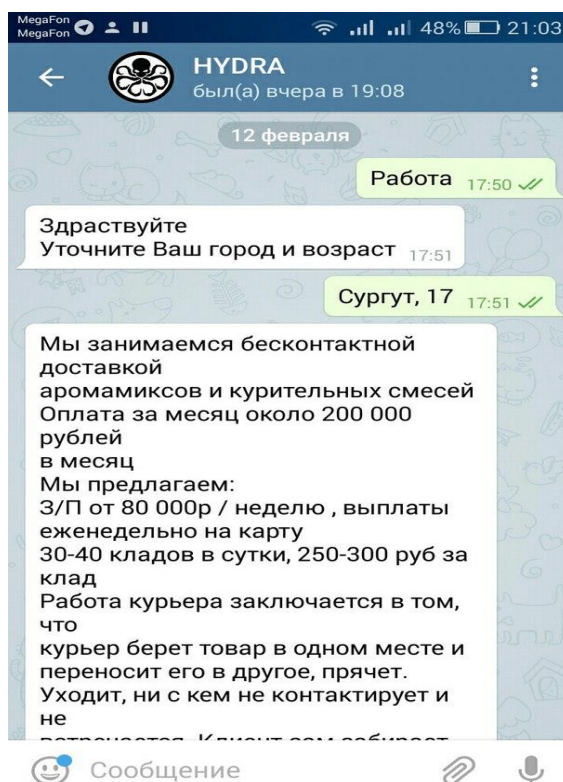 MegaFon
MegaFon
48% 21:03
HYDRA
был(а) вчера в 19:08
12 февраля
Работа 17:50
Здраствуйте
Уточните Ваш город и возраст 17:51
Сургут, 17 17:51
Мы занимаемся бесконтактной
доставкой
аромамиксов и курительных смесей
Оплата за месяц около 200 000
рублей
в месяц
Мы предлагаем:
З/П от 80 000р / неделю , выплаты
еженедельно на карту
30-40 кладов в сутки, 250-300 руб за
клад
Работа курьера заключается в том,
что
курьер берет товар в одном месте и
переносит его в другое, прячет.
Уходит, ни с кем не контактирует и
не
встречается. Клиент сам забирает
Сообщение